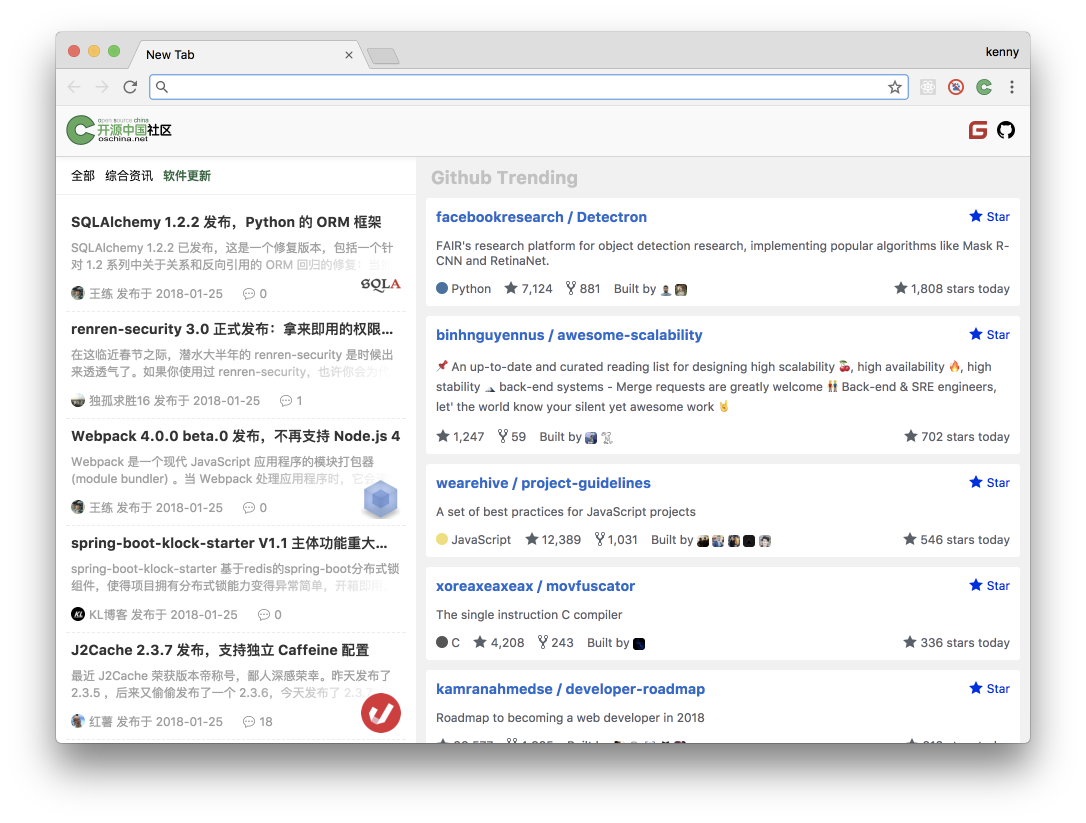 New Tab
kenny
open source china
开源中国社区
oschina.net
全部 综合资讯 软件更新
SQLAlchemy 1.2.2 发布，Python 的 ORM 框架
SQLAlchemy 1.2.2 已发布，这是一个修复版本，包括一个针
对 1.2 系列中关于关系和反向引用的 ORM 回归的修复：
SQLA
王练 发布于 2018-01-25 0
renren-security 3.0 正式发布：拿来即用的权限...
在这临近春节之际，潜水大半年的 renren-security 是时候出
来透透气了。如果你使用过 renren-security，也许你会为
独孤求胜16 发布于 2018-01-25 1
Webpack 4.0.0 beta.0 发布，不再支持 Node.js 4
Webpack 是一个现代 JavaScript 应用程序的模块打包器
(module bundler) 。当 Webpack 处理应用程序时，它会
王练 发布于 2018-01-25 0
spring-boot-klock-starter V1.1 主体功能重大...
spring-boot-klock-starter 基于redis的spring-boot分布式锁
组件，使得项目拥有分布式锁能力变得异常简单，开箱即用，
KL博客 发布于 2018-01-25 0
J2Cache 2.3.7 发布，支持独立 Caffeine 配置
最近 J2Cache 荣获版本帝称号，鄙人深感荣幸。昨天发布了
2.3.5 ，后来又偷偷发布了一个 2.3.6，今天发布了 2.3.7
红薯 发布于 2018-01-25 18
Github Trending
facebookresearch / Detectron Star
FAIR's research platform for object detection research, implementing popular algorithms like Mask R-
CNN and RetinaNet.
Python 7,124 881 Built by 1,808 stars today
binhnguyennus / awesome-scalability Star
📌 An up-to-date and curated reading list for designing high scalability 🍒, high availability 🔥, high
stability 🗻 back-end systems - Merge requests are greatly welcome 👬 Back-end & SRE engineers,
let' the world know your silent yet awesome work 🤘
1,247 59 Built by 702 stars today
wearehive / project-guidelines Star
A set of best practices for JavaScript projects
JavaScript 12,389 1,031 Built by 546 stars today
xoreaxeaxeax / movfuscator Star
The single instruction C compiler
C 4,208 243 Built by 336 stars today
kamranahmedse / developer-roadmap Star
Roadmap to becoming a web developer in 2018
Built by stars today